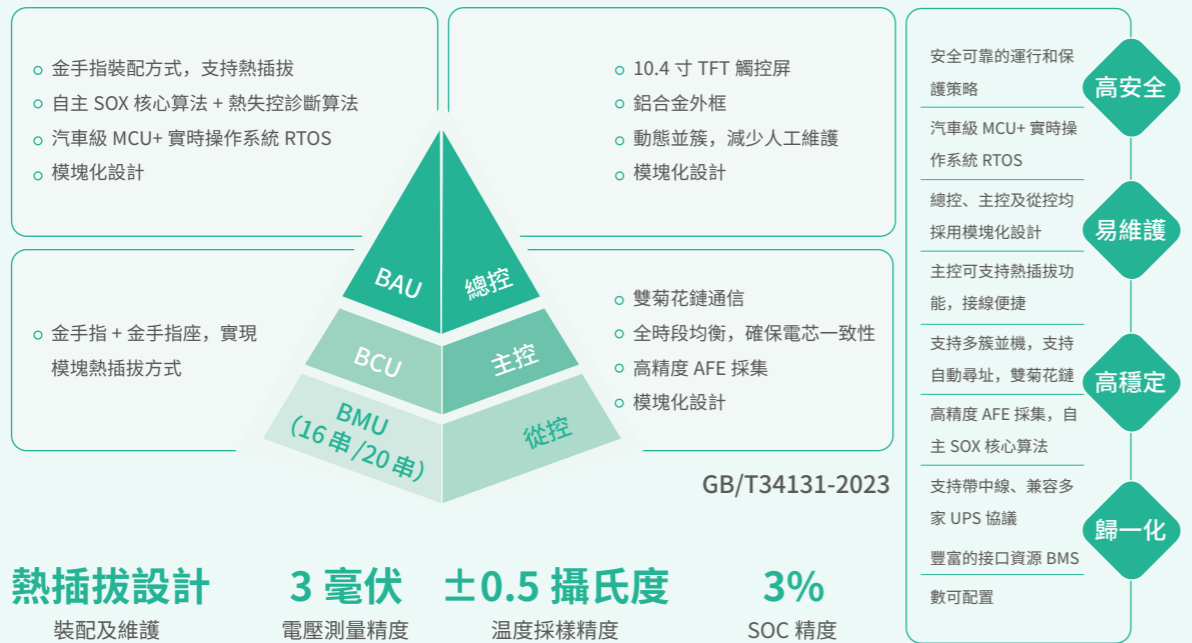 金手指裝配方式，支持熱插拔
自主 SOX 核心算法 + 熱失控診斷算法
汽車級 MCU+ 實時操作系統 RTOS
模塊化設計
10.4 寸 TFT 觸控屏
鋁合金外框
動態並簇，減少人工維護
模塊化設計
金手指 + 金手指座，實現
模塊熱插拔方式
雙菊花鏈通信
全時段均衡，確保電芯一致性
高精度 AFE 採集
模塊化設計
BAU
總控
BCU
主控
BMU
（16 串 /20 串）
從控
GB/T34131-2023
熱插拔設計
裝配及維護
3 毫伏
電壓測量精度
±0.5 攝氏度
温度採樣精度
3%
SOC 精度
安全可靠的運行和保
護策略
汽車級 MCU+ 實時操
作系統 RTOS
高安全
總控、主控及從控均
採用模塊化設計
主控可支持熱插拔功
能，接線便捷
易維護
支持多簇並機，支持
自動尋址，雙菊花鏈
高精度 AFE 採集，自
主 SOX 核心算法
高穩定
支持帶中線、兼容多
家 UPS 協議
豐富的接口資源 BMS
數可配置
歸一化